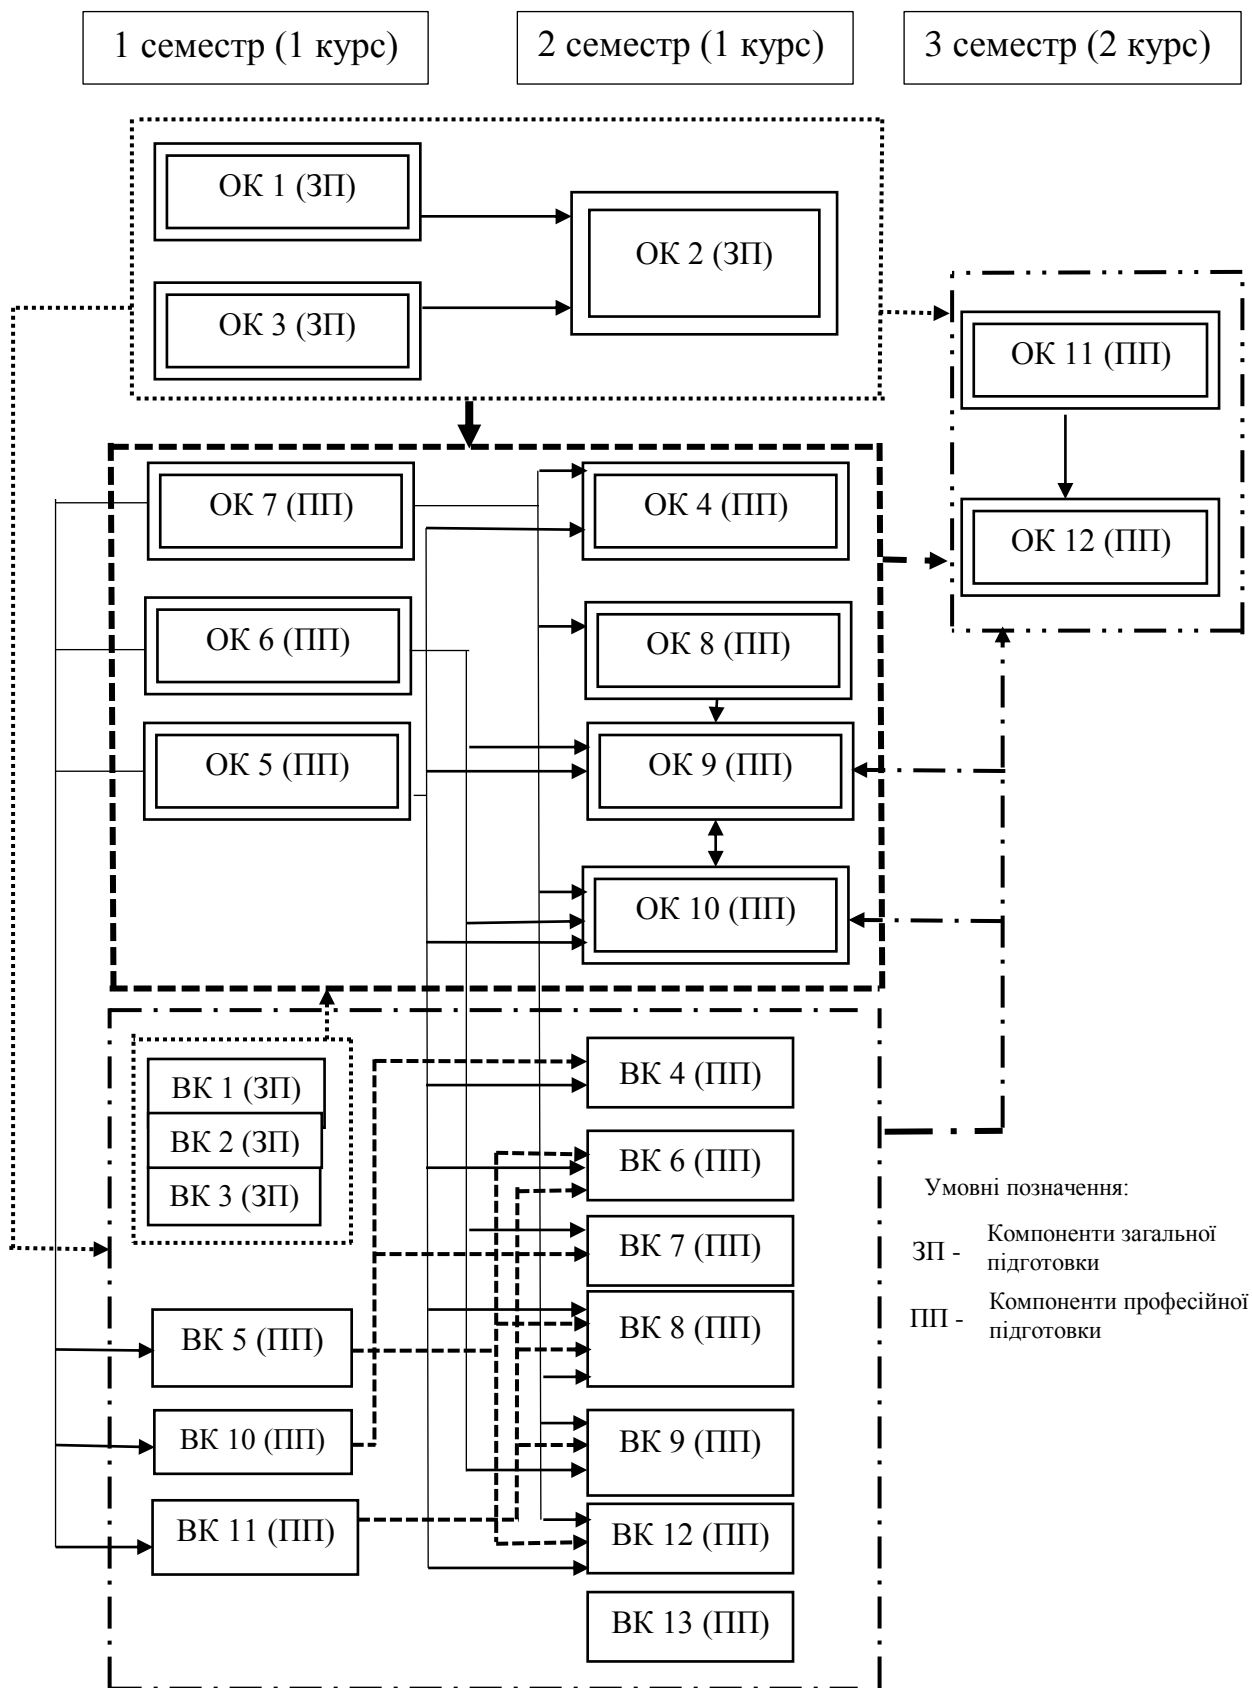 1 семестр (1 курс)
2 семестр (1 курс)
3 семестр (2 курс)
ОК 1 (ЗП)
ОК 2 (ЗП)
ОК 3 (ЗП)
ОК 11 (ПП)
ОК 7 (ПП)
ОК 4 (ПП)
ОК 12 (ПП)
ОК 6 (ПП)
ОК 8 (ПП)
ОК 5 (ПП)
ОК 9 (ПП)
ОК 10 (ПП)
ВК 1 (ЗП)
ВК 2 (ЗП)
ВК 3 (ЗП)
ВК 4 (ПП)
ВК 6 (ПП)
ВК 7 (ПП)
ВК 5 (ПП)
ВК 8 (ПП)
ВК 10 (ПП)
ВК 9 (ПП)
ВК 11 (ПП)
ВК 12 (ПП)
ВК 13 (ПП)
Умовні позначення:
ЗП - Компоненти загальної
підготовки
ПП - Компоненти професійної
підготовки